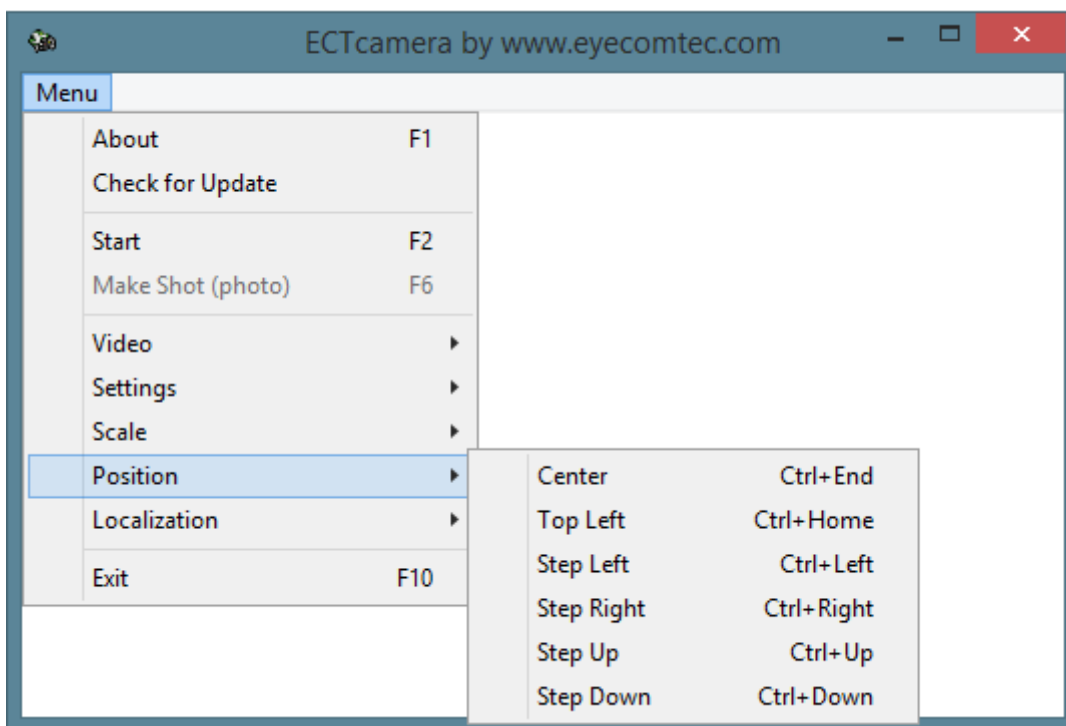 ECTcamera by www.eyecomtec.com
Menu
About F1
Check for Update
Start F2
Make Shot (photo) F6
Video
Settings
Scale
Position
Localization
Exit F10
Center Ctrl+End
Top Left Ctrl+Home
Step Left Ctrl+Left
Step Right Ctrl+Right
Step Up Ctrl+Up
Step Down Ctrl+Down